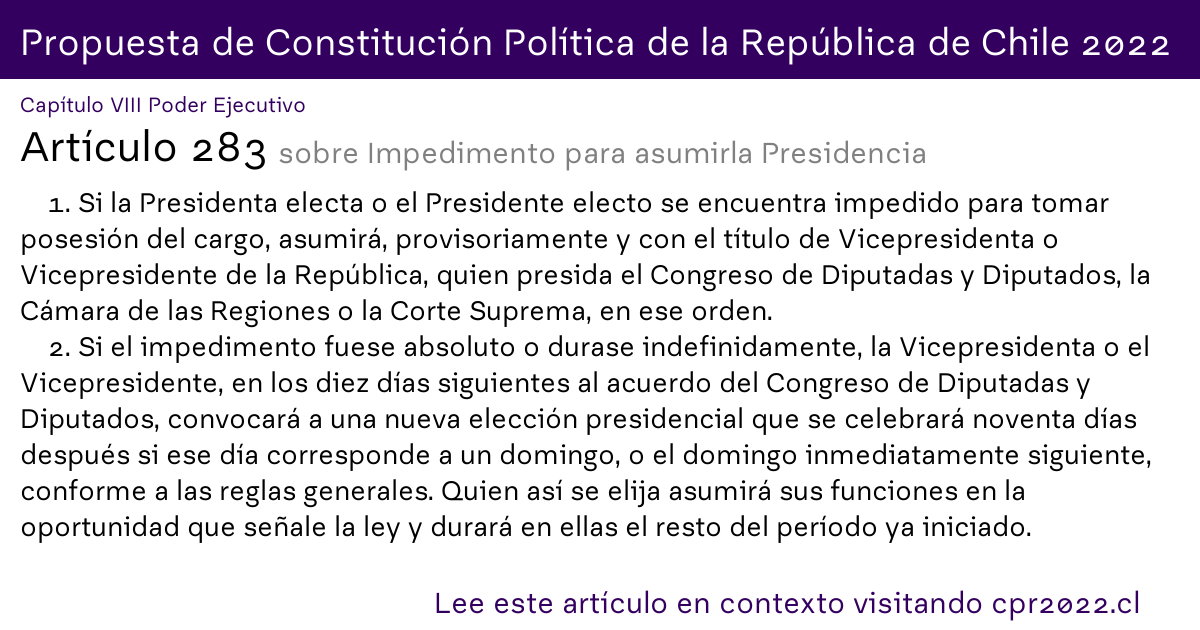 Propuesta de Constitución Política de la República de Chile 2022
Capítulo VIII Poder Ejecutivo
Artículo 283 sobre Impedimento para asumirla Presidencia
1. Si la Presidenta electa o el Presidente electo se encuentra impedido para tomar
posesión del cargo, asumirá, provisoriamente y con el título de Vicepresidenta o
Vicepresidente de la República, quien presida el Congreso de Diputadas y Diputados, la
Cámara de las Regiones o la Corte Suprema, en ese orden.
2. Si el impedimento fuese absoluto o durase indefinidamente, la Vicepresidenta o el
Vicepresidente, en los diez días siguientes al acuerdo del Congreso de Diputadas y
Diputados, convocará a una nueva elección presidencial que se celebrará noventa días
después si ese día corresponde a un domingo, o el domingo inmediatamente siguiente,
conforme a las reglas generales. Quien así se elija asumirá sus funciones en la
oportunidad que señale la ley y durará en ellas el resto del período ya iniciado.
Lee este artículo en contexto visitando cpr2022.cl